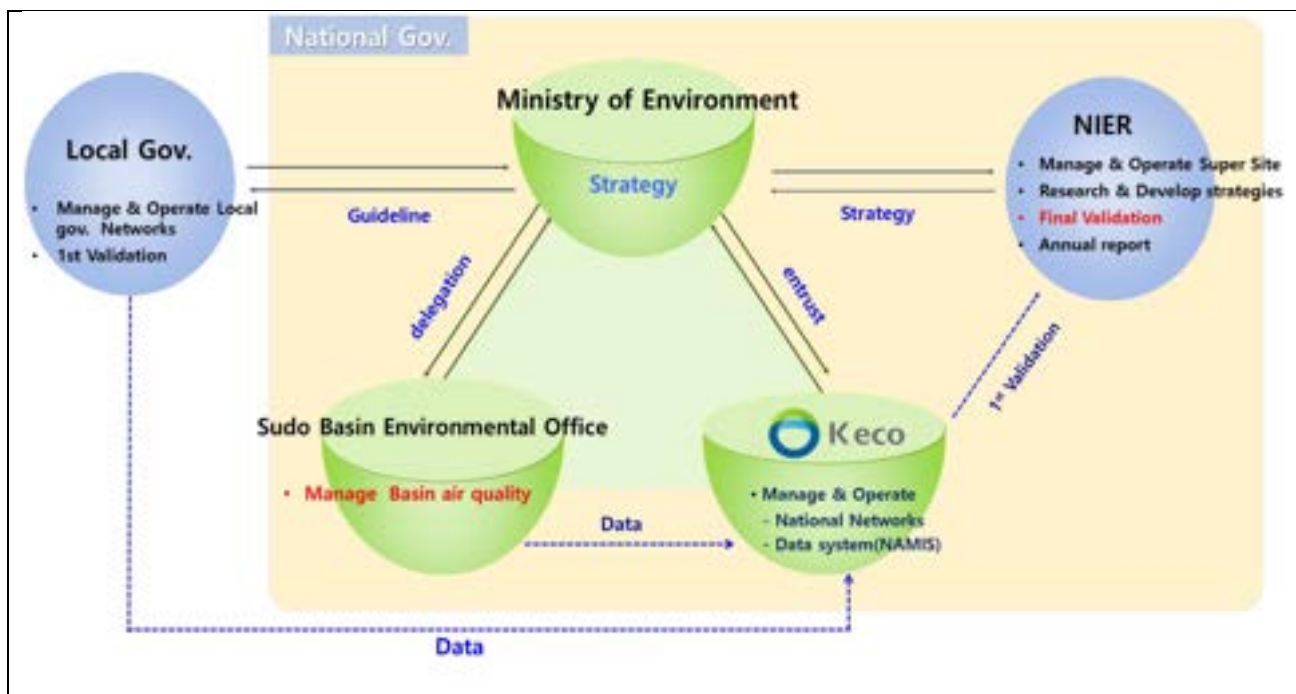 National Gov.
Ministry of Environment
Strategy
Local Gov.
• Manage & Operate Local
gov. Networks
• 1st Validation
Guideline
NIER
• Manage & Operate Super Site
• Research & Develop strategies
• Final Validation
• Annual report
Strategy
delegation
entrust
1st Validation
Sudo Basin Environmental Office
• Manage Basin air quality
Data
Keco
• Manage & Operate
- National Networks
- Data system(NAMIS)
Data